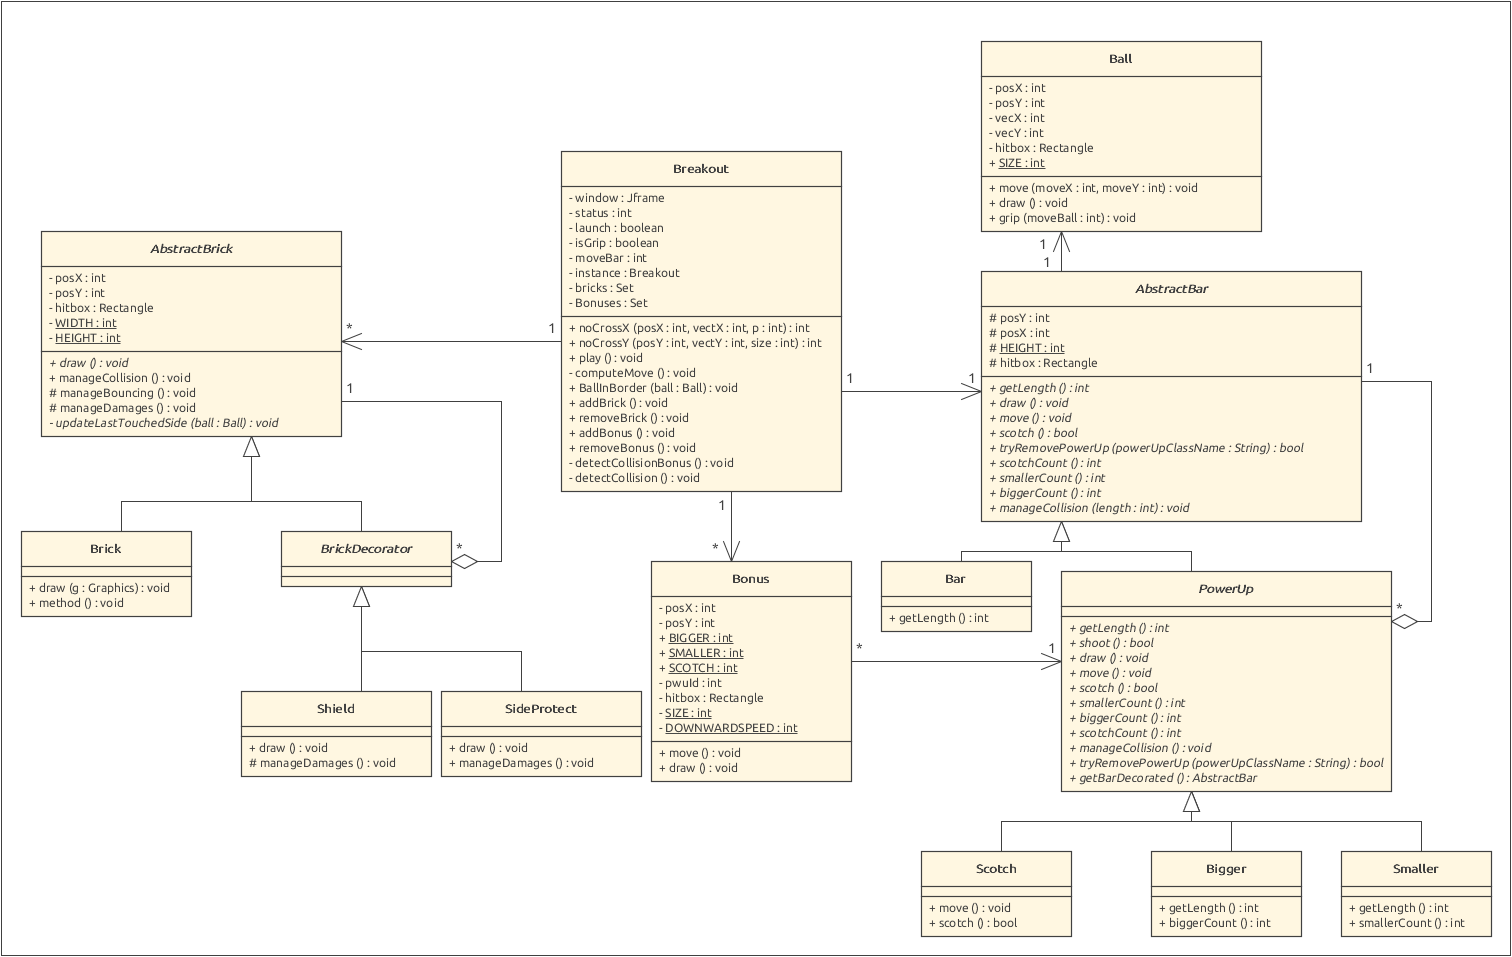 Ball
- posX : int
- posY : int
- vecX : int
- vecY : int
- hitbox : Rectangle
+ SIZE : int
+ move (moveX : int, moveY : int) : void
+ draw () : void
+ grip (moveBall : int) : void
1
1
Breakout
- window : Jframe
- status : int
- launch : boolean
- isGrip : boolean
- moveBar : int
- instance : Breakout
- bricks : Set
- Bonuses : Set
+ noCrossX (posX : int, vectX : int, p : int) : int
+ noCrossY (posY : int, vectY : int, size : int) : int
+ play () : void
- computeMove () : void
+ BallInBorder (ball : Ball) : void
+ addBrick () : void
+ removeBrick () : void
+ addBonus () : void
+ removeBonus () : void
- detectCollisionBonus () : void
- detectCollision () : void
AbstractBrick
- posX : int
- posY : int
- hitbox : Rectangle
- WIDTH : int
- HEIGHT : int
+ draw () : void
+ manageCollision () : void
# manageBouncing () : void
# manageDamages () : void
- updateLastTouchedSide (ball : Ball) : void
*
1
1
AbstractBar
# posY : int
# posX : int
# HEIGHT : int
# hitbox : Rectangle
+ getLength () : int
+ draw () : void
+ move () : void
+ scotch () : bool
+ tryRemovePowerUp (powerUpClassName : String) : bool
+ scotchCount () : int
+ smallerCount () : int
+ biggerCount () : int
+ manageCollision (length : int) : void
1
1
1
Brick
+ draw (g : Graphics) : void
+ method () : void
BrickDecorator
*
1
*
Bonus
- posX : int
- posY : int
+ BIGGER : int
+ SMALLER : int
+ SCOTCH : int
- pwuId : int
- hitbox : Rectangle
- SIZE : int
- DOWNWARDSPEED : int
+ move () : void
+ draw () : void
*
1
Bar
+ getLength () : int
PowerUp
+ getLength () : int
+ shoot () : bool
+ draw () : void
+ move () : void
+ scotch () : bool
+ smallerCount () : int
+ biggerCount () : int
+ scotchCount () : int
+ manageCollision () : void
+ tryRemovePowerUp (powerUpClassName : String) : bool
+ getBarDecorated () : AbstractBar
*
Shield
+ draw () : void
# manageDamages () : void
SideProtect
+ draw () : void
+ manageDamages () : void
Scotch
+ move () : void
+ scotch () : bool
Bigger
+ getLength () : int
+ biggerCount () : int
Smaller
+ getLength () : int
+ smallerCount () : int